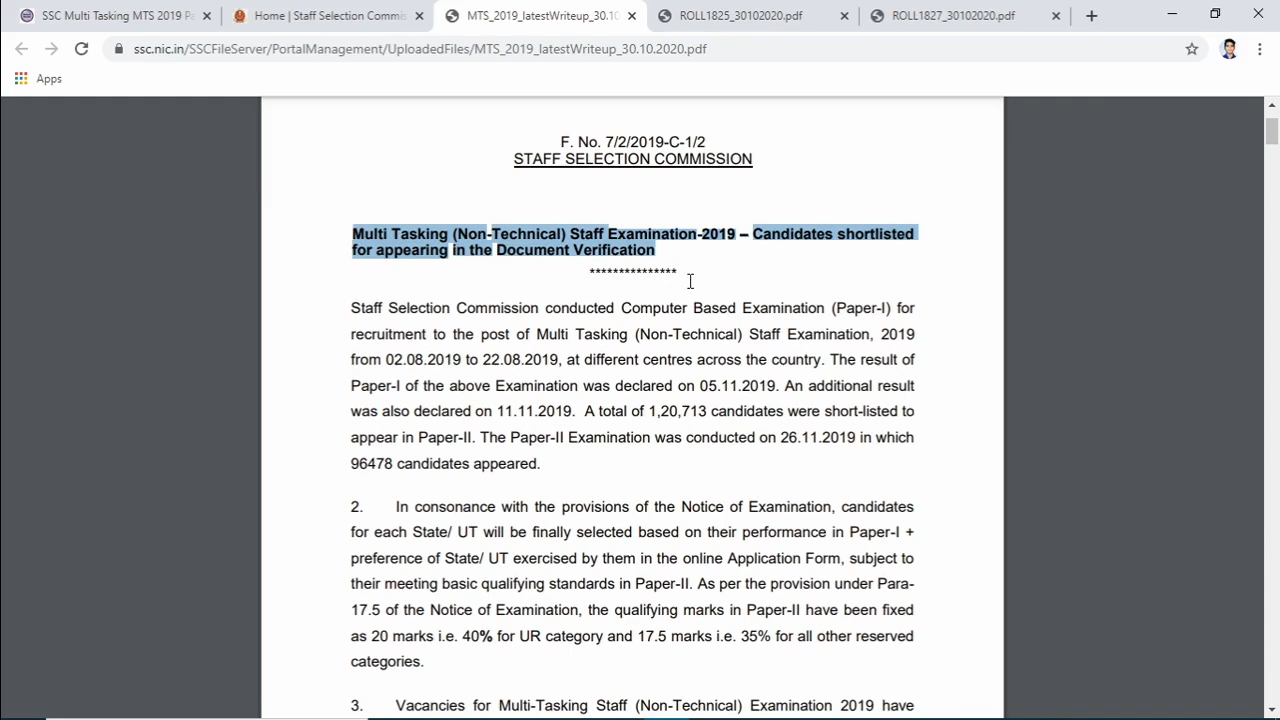 SSC Multi Tasking MTS 2019 Pa
Home | Staff Selection Commis
MTS_2019_latestWriteup_30.10
ROLL1825_30102020.pdf
ROLL1827_30102020.pdf
ssc.nic.in/SSCFileServer/PortalManagement/UploadedFiles/MTS_2019_latestWriteup_30.10.2020.pdf
Apps
F. No. 7/2/2019-C-1/2
STAFF SELECTION COMMISSION
Multi Tasking (Non-Technical) Staff Examination-2019 – Candidates shortlisted
for appearing in the Document Verification
***************
Staff Selection Commission conducted Computer Based Examination (Paper-I) for
recruitment to the post of Multi Tasking (Non-Technical) Staff Examination, 2019
from 02.08.2019 to 22.08.2019, at different centres across the country. The result of
Paper-I of the above Examination was declared on 05.11.2019. An additional result
was also declared on 11.11.2019. A total of 1,20,713 candidates were short-listed to
appear in Paper-II. The Paper-II Examination was conducted on 26.11.2019 in which
96478 candidates appeared.
2. In consonance with the provisions of the Notice of Examination, candidates
for each State/ UT will be finally selected based on their performance in Paper-I +
preference of State/ UT exercised by them in the online Application Form, subject to
their meeting basic qualifying standards in Paper-II. As per the provision under Para-
17.5 of the Notice of Examination, the qualifying marks in Paper-II have been fixed
as 20 marks i.e. 40% for UR category and 17.5 marks i.e. 35% for all other reserved
categories.
3. Vacancies for Multi-Tasking Staff (Non-Technical) Examination 2019 have